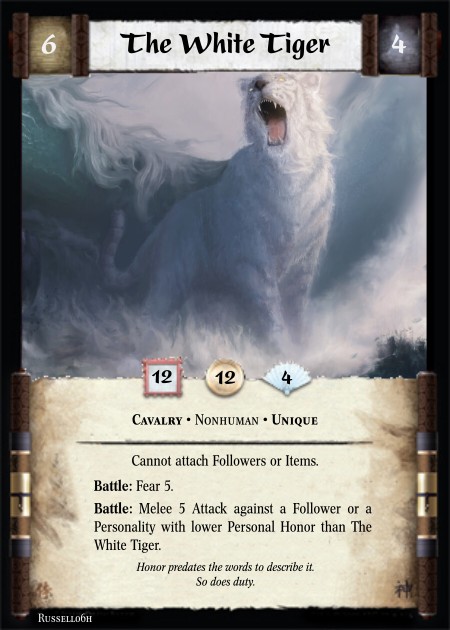 6
The White Tiger
4
12
12
4
Cavalry • Nonhuman • Unique
Cannot attach Followers or Items.
Battle: Fear 5.
Battle: Melee 5 Attack against a Follower or a
Personality with lower Personal Honor than The
White Tiger.
Honor predates the words to describe it.
So does duty.
神
Russello6h